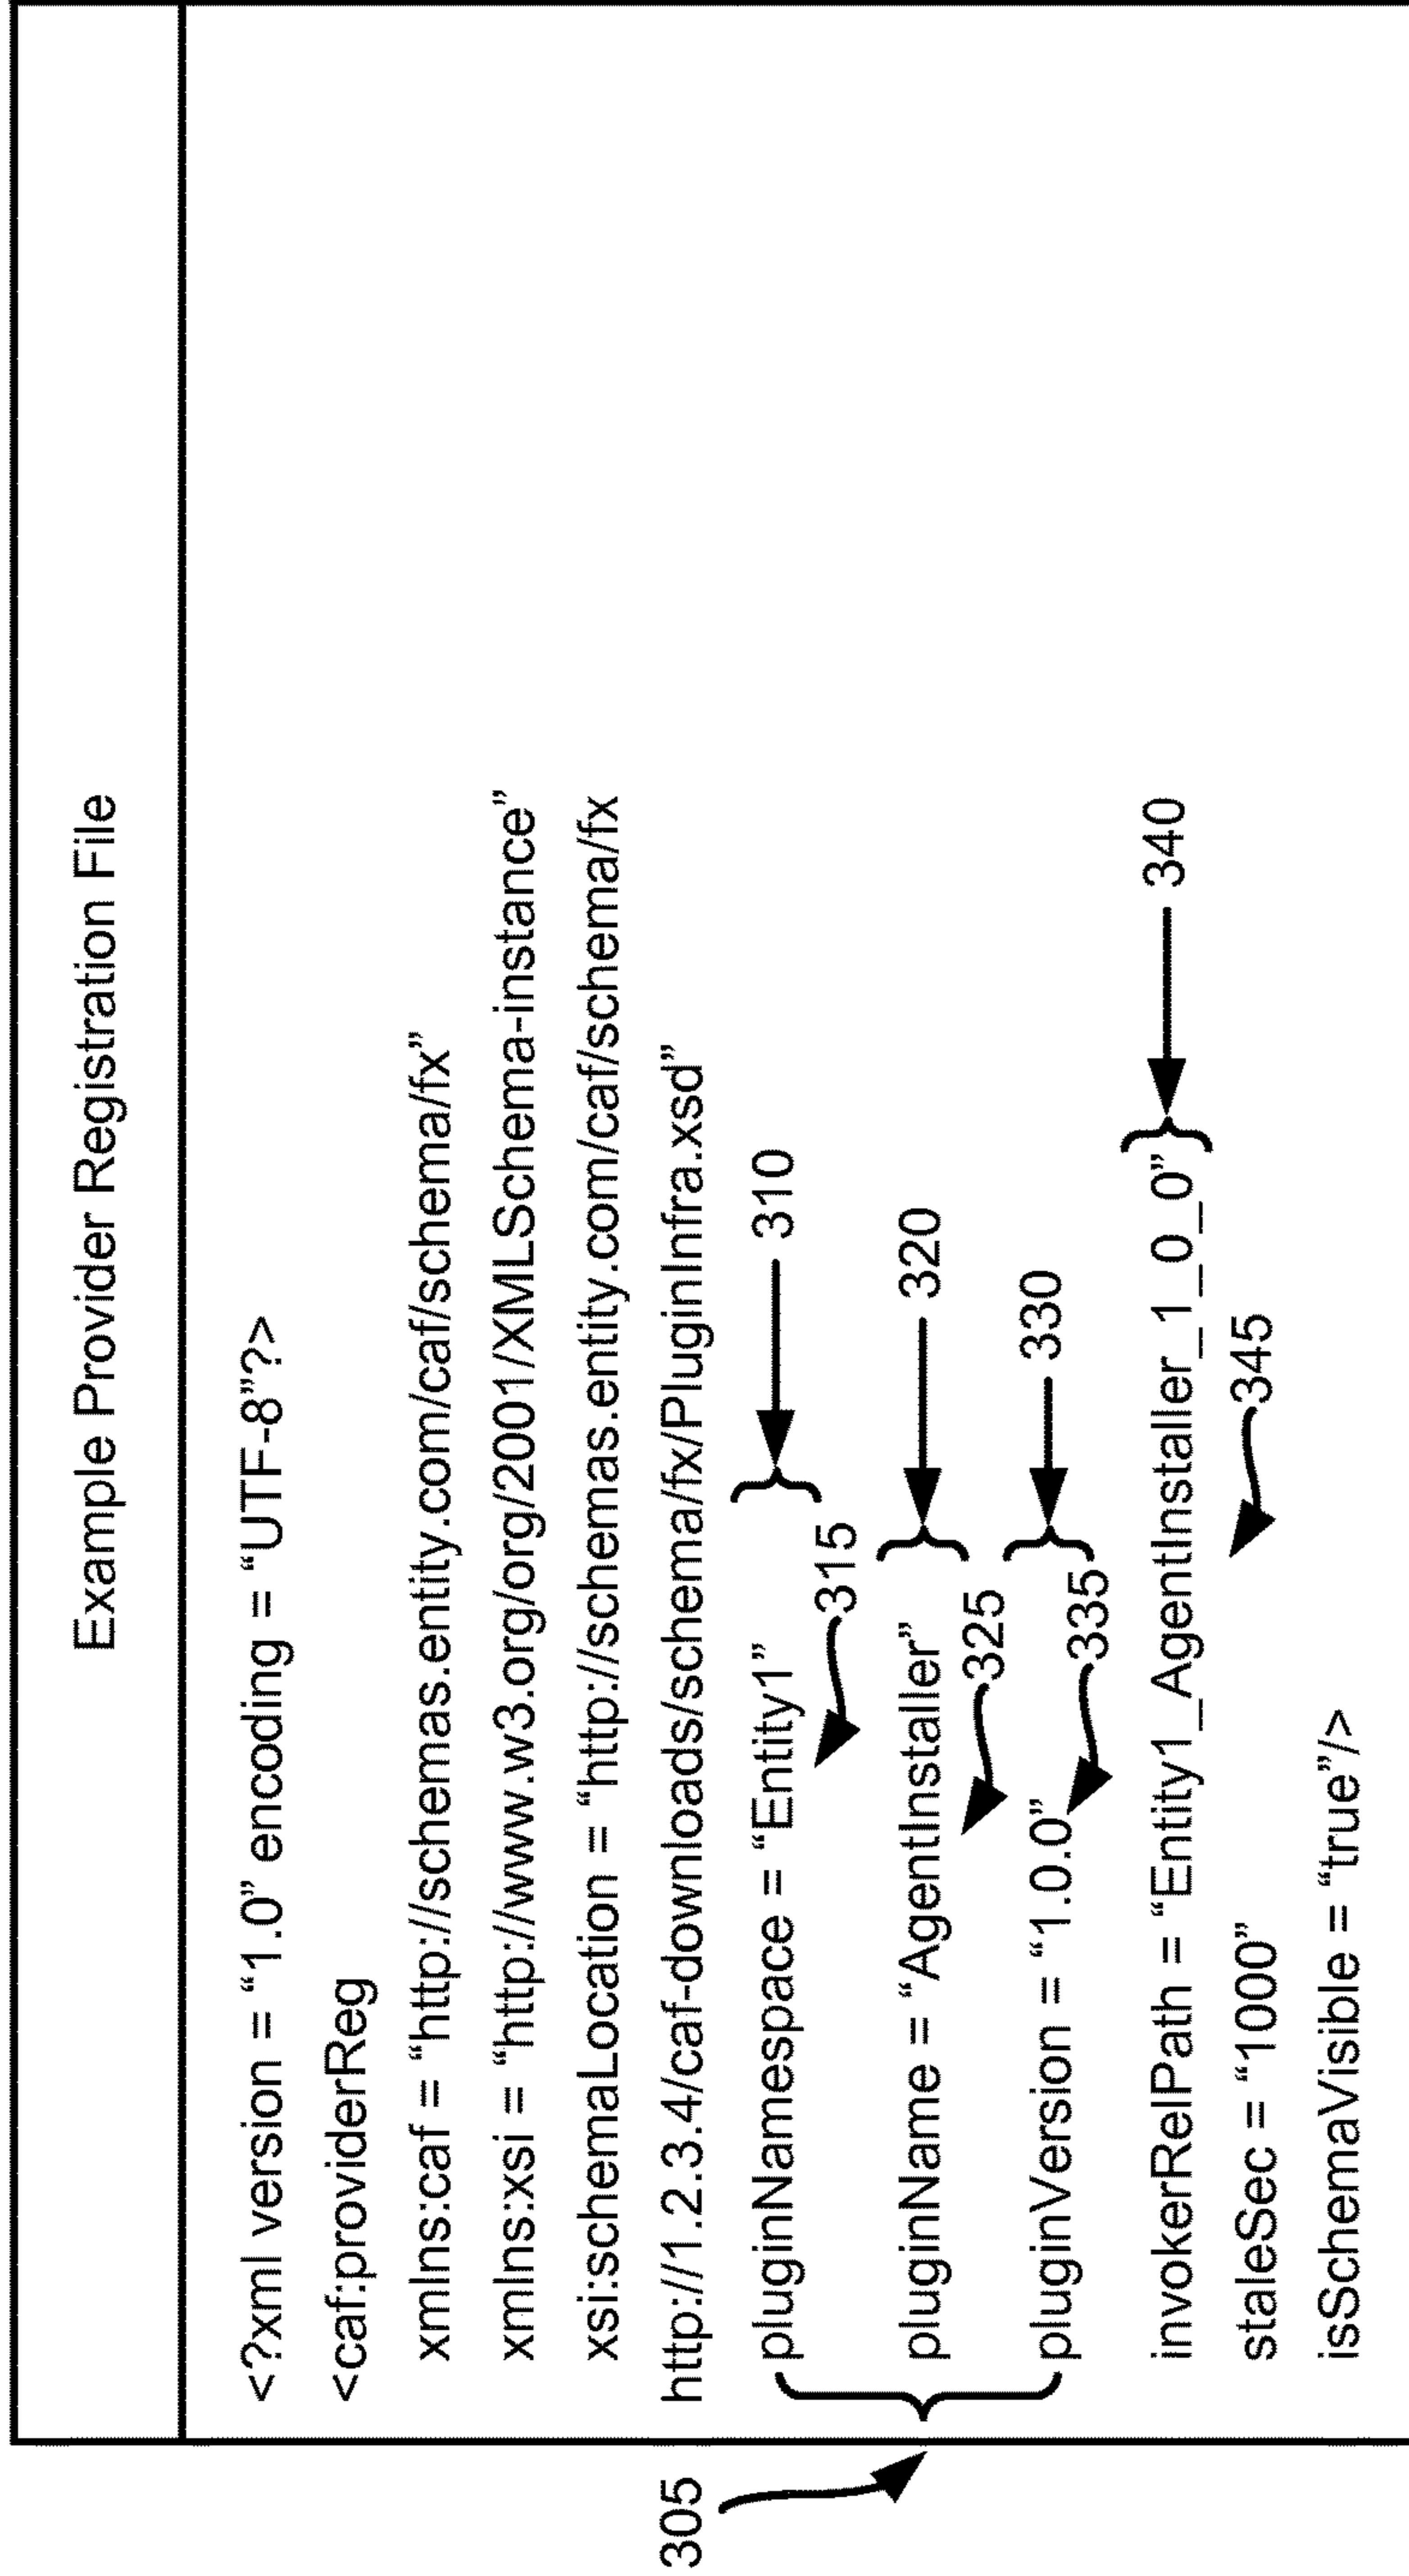 Example Provider Registration File
<?xml version = “1.0” encoding = “UTF-8”?>
<caf:providerReg
xmlns:caf = “http://schemas.entity.com/caf/schema/fx”
xmlns:xsi = “http://www.w3.org/org/2001/XMLSchema-instance”
xsi:schemaLocation = “http://schemas.entity.com/caf/schema/fx
http://1.2.3.4/caf-downloads/schema/fx/PluginInfra.xsd”
pluginNamespace = “Entity1” 310
315
305
pluginName = “AgentInstaller” 320
325
pluginVersion = “1.0.0” 330
335
invokerRelPath = “Entity1_AgentInstaller_1_0_0” 340
345
staleSec = “1000”
isSchemaVisible = “true”/>